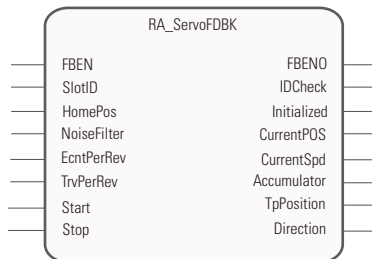 RA_ServoFDBK
FBEN FBENO
SlotID IDCheck
HomePos Initialized
NoiseFilter CurrentPOS
EcntPerRev CurrentSpd
TrvPerRev Accumulator
Start TpPosition
Stop Direction